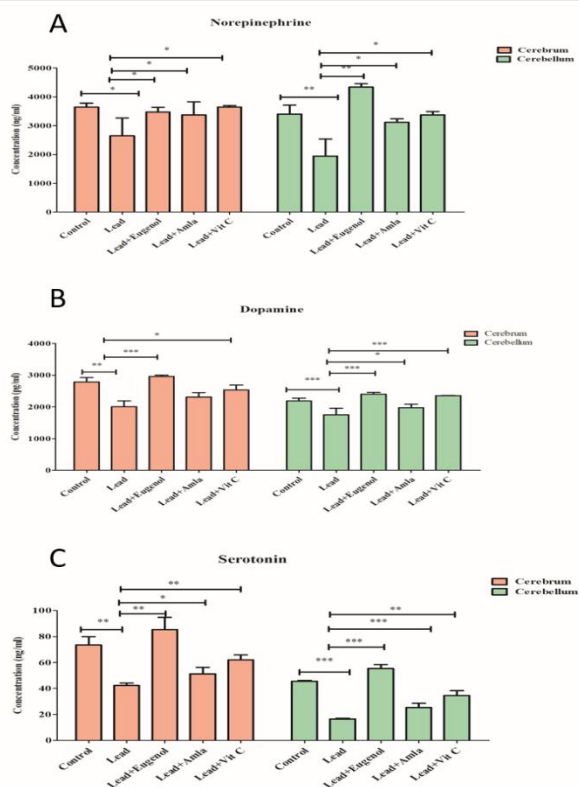 A
Norepinephrine
Cerebrum
Cerebellum
Concentration (ng/ml)
5000
4000
3000
2000
1000
0
*
*
*
*
*
*
**
**
Control
Lead
Lead+Eugenol
Lead+Amla
Lead+Vit C
Control
Lead
Lead+Eugenol
Lead+Amla
Lead+Vit C
B
Dopamine
Cerebrum
Cerebellum
Concentration (pg/ml)
4000
3000
2000
1000
0
*
***
**
***
*
***
***
Control
Lead
Lead+Eugenol
Lead+Amla
Lead+Vit C
Control
Lead
Lead+Eugenol
Lead+Amla
Lead+Vit C
C
Serotonin
Cerebrum
Cerebellum
Concentration (ng/ml)
100
80
60
40
20
0
**
*
**
**
**
***
***
***
Control
Lead
Lead+Eugenol
Lead+Amla
Lead+Vit C
Control
Lead
Lead+Eugenol
Lead+Amla
Lead+Vit C